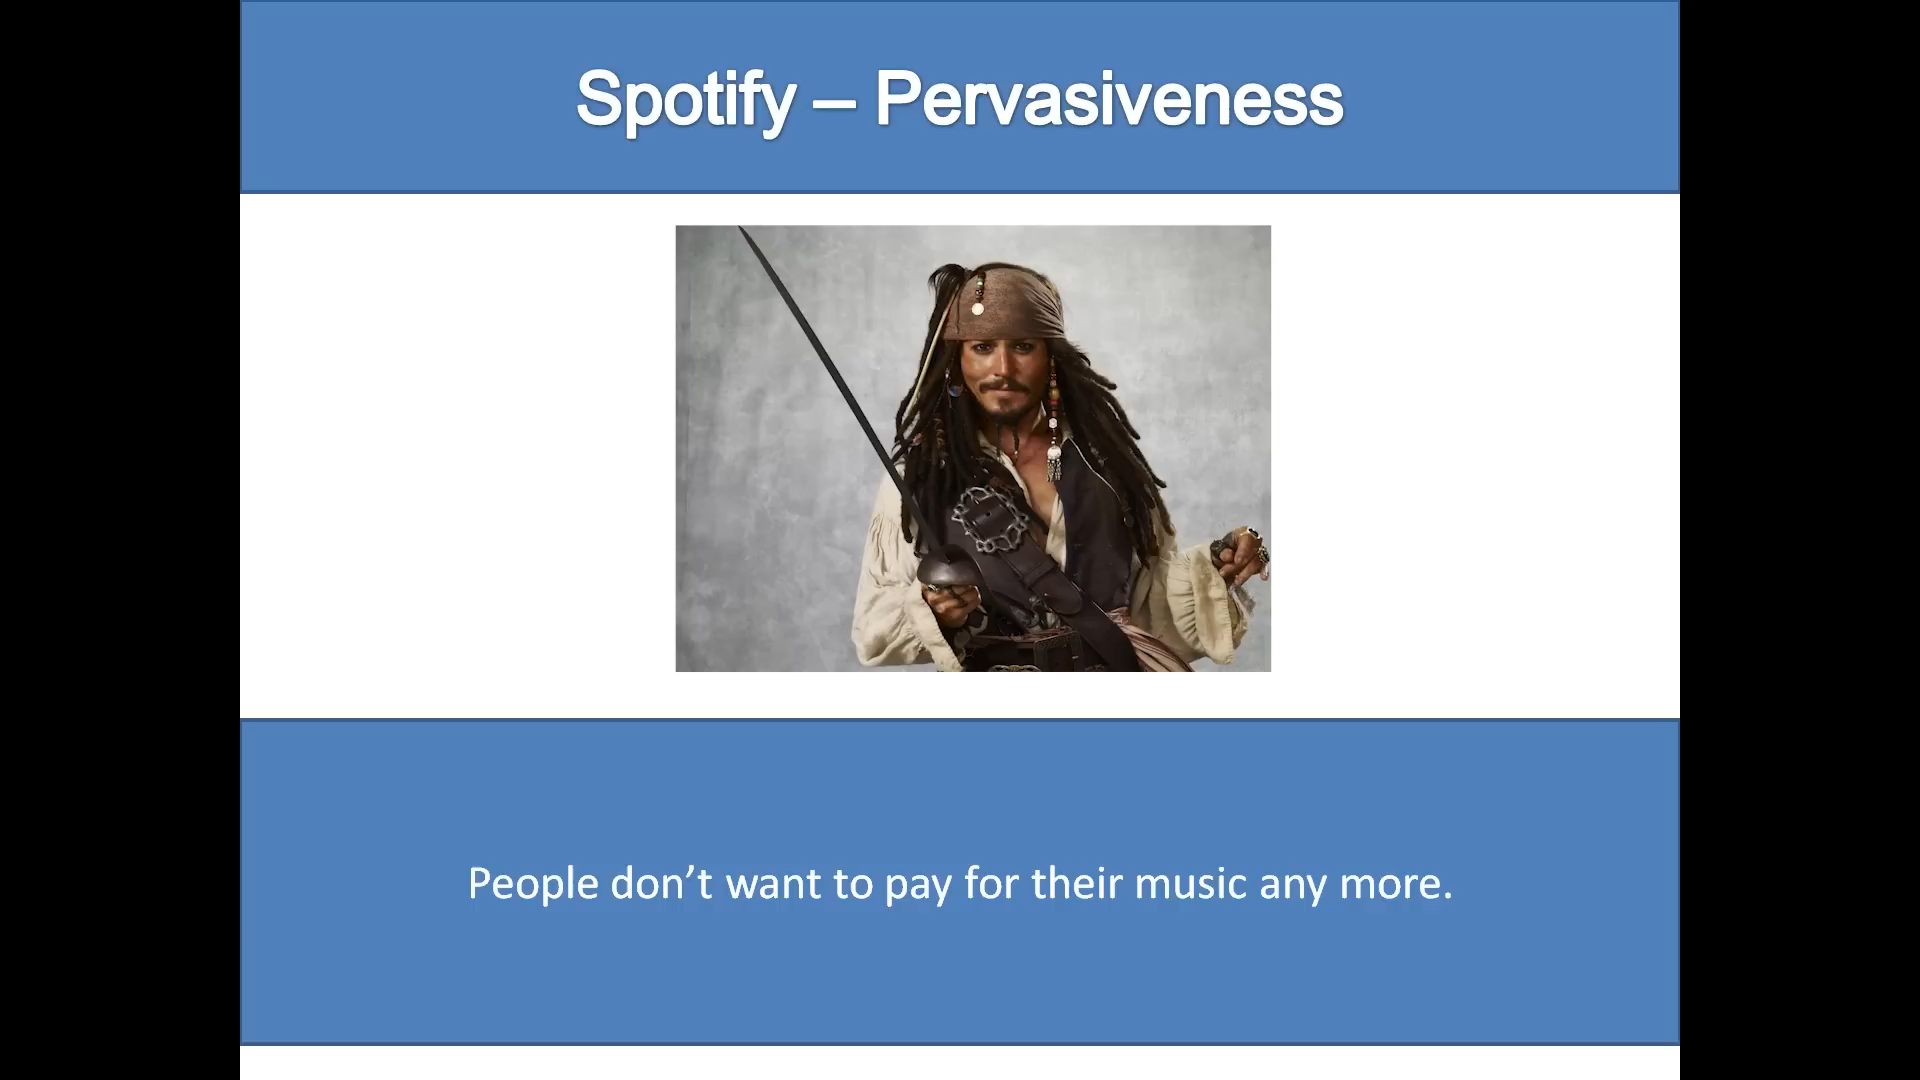 Spotify – Pervasiveness
People don’t want to pay for their music any more.